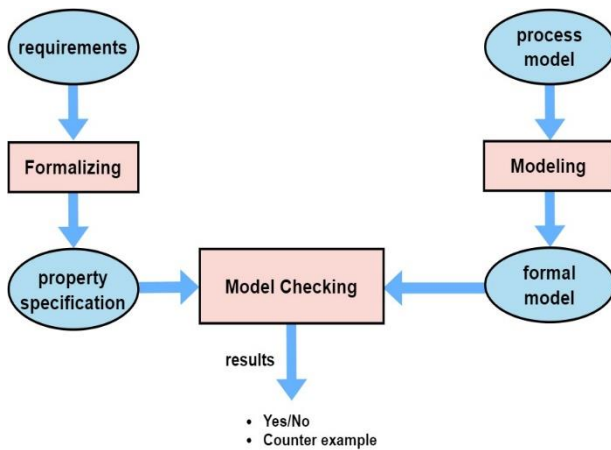 requirements
process
model
Formalizing
Modeling
property
specification
Model Checking
formal
model
results
• Yes/No
• Counter example